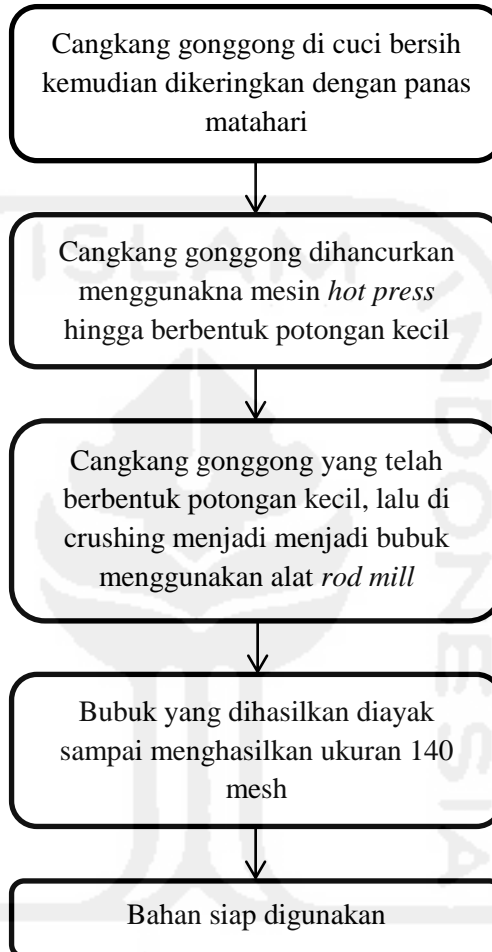 Cangkang gonggong di cuci bersih
kemudian dikeringkan dengan panas
matahari
ISLAM
INDONESIA
Cangkang gonggong dihancurkan
menggunakna mesin hot press
hingga berbentuk potongan kecil
Cangkang gonggong yang telah
berbentuk potongan kecil, lalu di
crushing menjadi menjadi bubuk
menggunakan alat rod mill
Bubuk yang dihasilkan diayak
sampai menghasilkan ukuran 140
mesh
Bahan siap digunakan